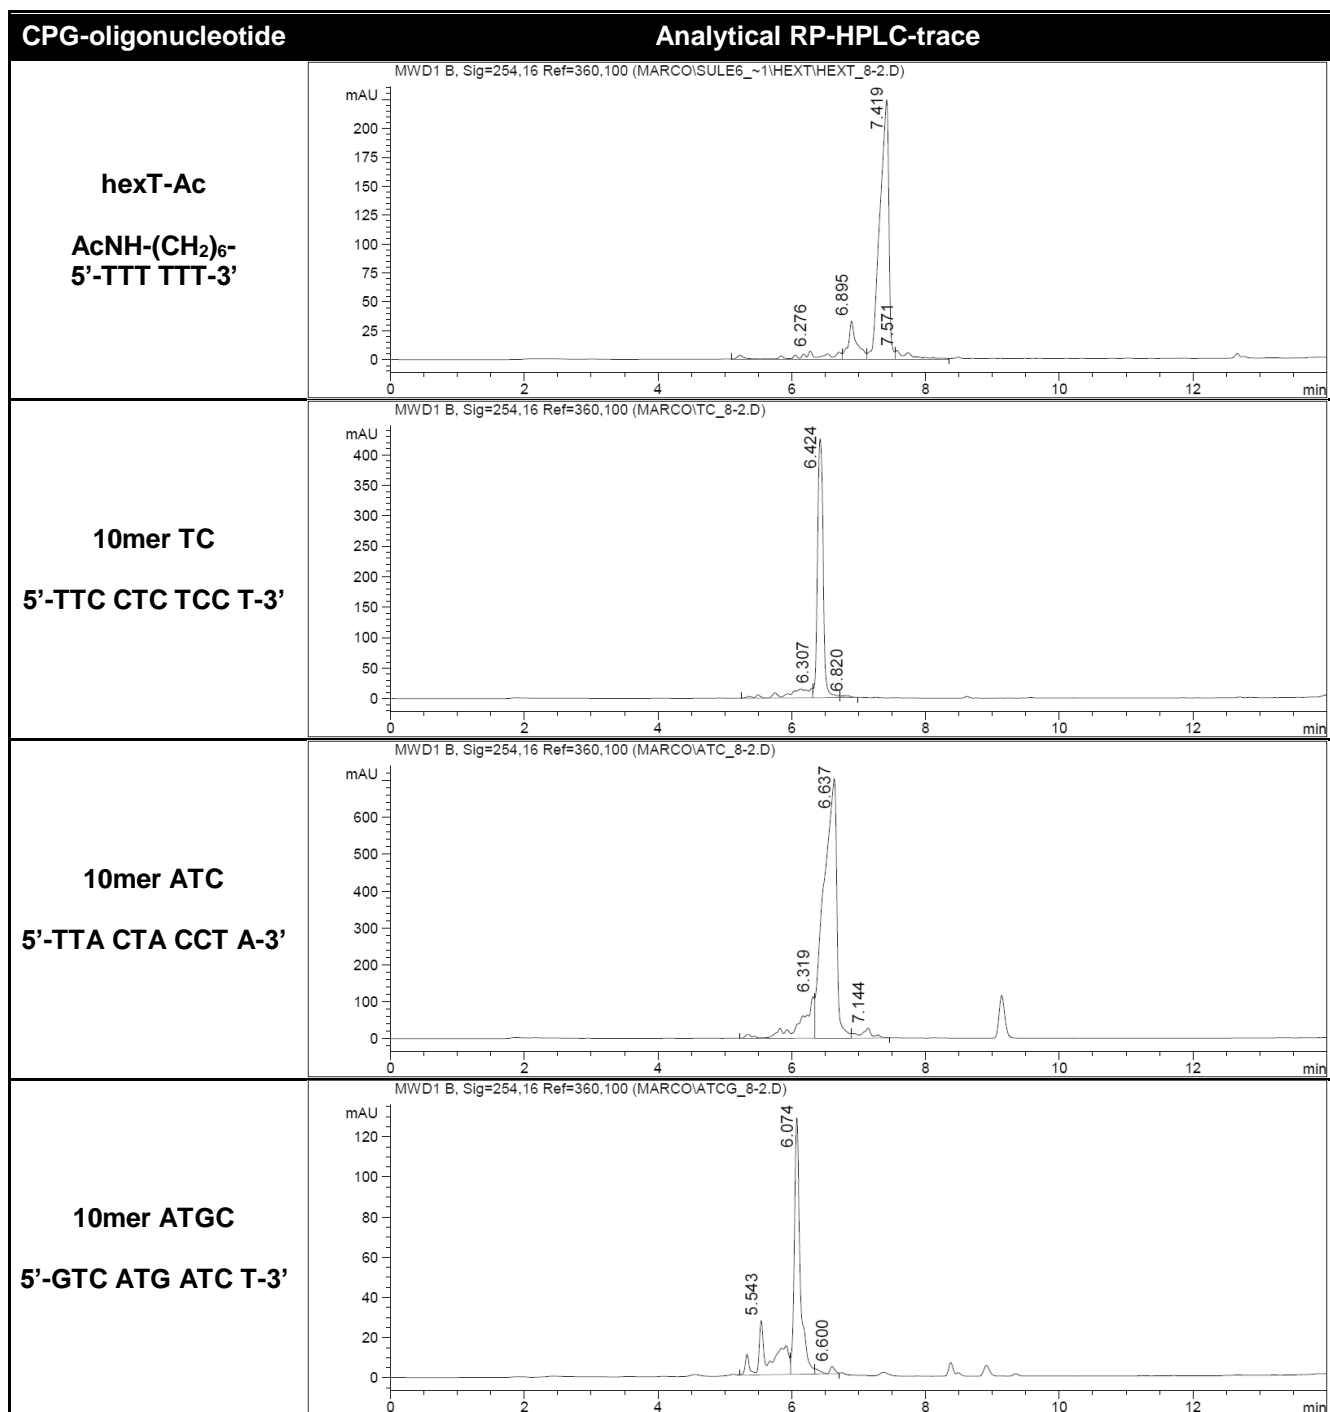 CPG-oligonucleotide
Analytical RP-HPLC-trace
hexT-Ac
AcNH-(CH₂)₆-
5’-TTT TTT-3’
MWD1 B, Sig=254,16 Ref=360,100 (MARCO\SULE6_~1\HEXT\HEXT_8-2.D)
mAU
200
175
150
125
100
75
50
25
0
6.276
6.895
7.419
7.571
0 2 4 6 8 10 12 min
10mer TC
5’-TTC CTC TCC T-3’
MWD1 B, Sig=254,16 Ref=360,100 (MARCO\TC_8-2.D)
mAU
400
350
300
250
200
150
100
50
0
6.307
6.424
6.820
0 2 4 6 8 10 12 min
10mer ATC
5’-TTA CTA CCT A-3’
MWD1 B, Sig=254,16 Ref=360,100 (MARCO\ATC_8-2.D)
mAU
600
500
400
300
200
100
0
6.319
6.637
7.144
0 2 4 6 8 10 12 min
10mer ATGC
5’-GTC ATG ATC T-3’
MWD1 B, Sig=254,16 Ref=360,100 (MARCO\ATCG_8-2.D)
mAU
120
100
80
60
40
20
0
5.543
6.074
6.600
0 2 4 6 8 10 12 min